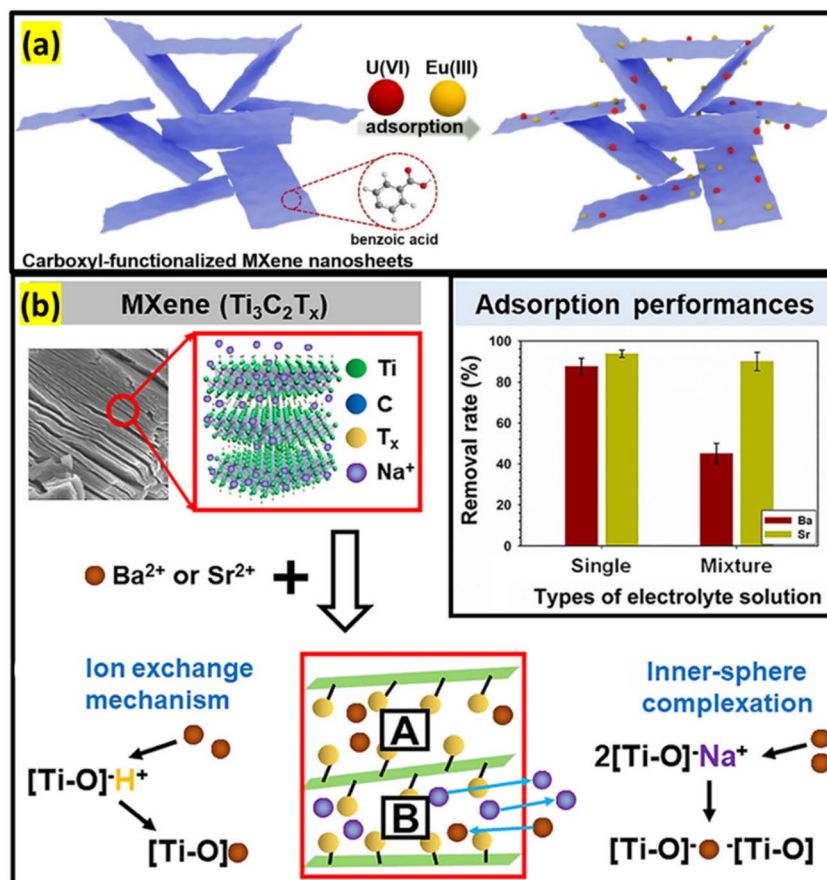 (a)
U(VI) Eu(III)
adsorption
benzoic acid
Carboxyl-functionalized MXene nanosheets
(b)
MXene (Ti₃C₂Tₓ)
Ti
C
Tₓ
Na⁺
Adsorption performances
Removal rate (%)
100
80
60
40
20
0
Ba
Sr
Single Mixture
Types of electrolyte solution
Ba²⁺ or Sr²⁺ +
Ion exchange
mechanism
[Ti-O]⁻H⁺
[Ti-O]
A
B
Inner-sphere
complexation
2[Ti-O]⁻Na⁺
[Ti-O]⁻ ⁻[Ti-O]